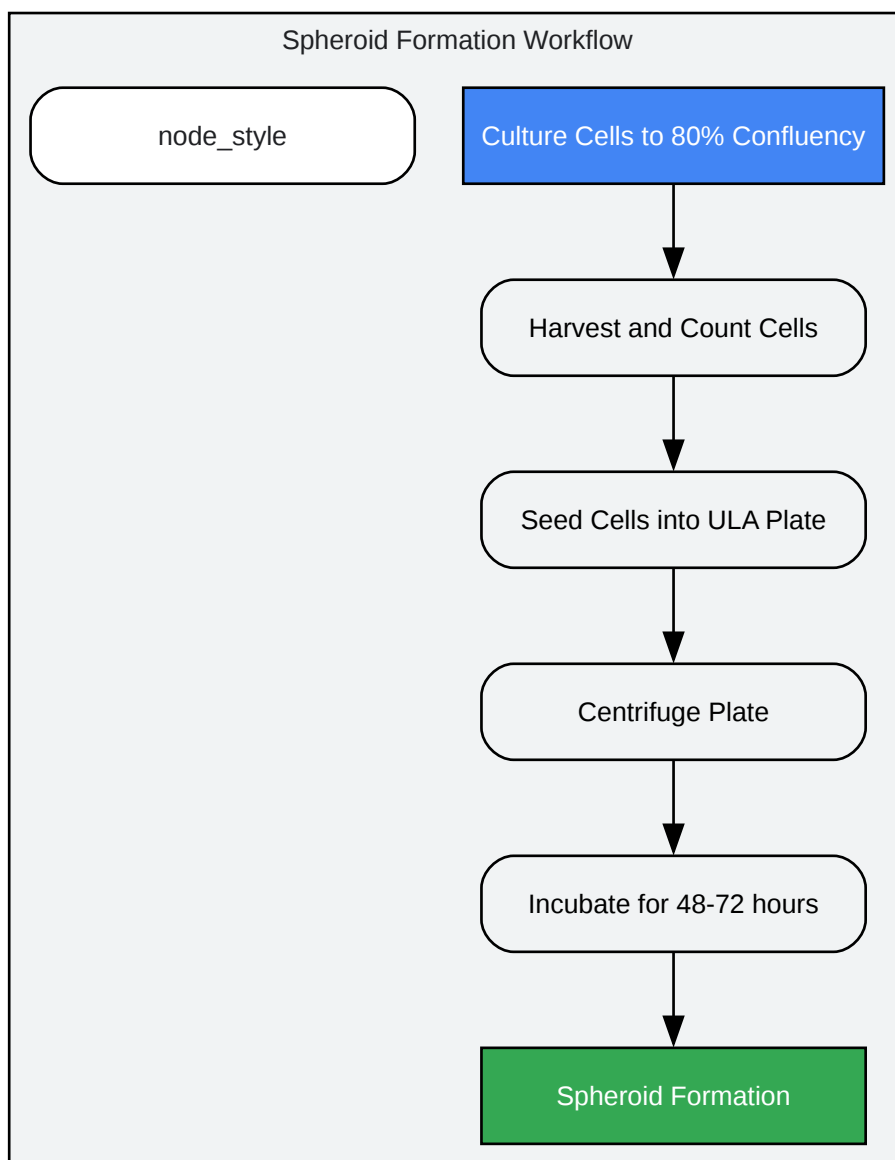 Spheroid Formation Workflow
node_style
Culture Cells to 80% Confluency
Harvest and Count Cells
Seed Cells into ULA Plate
Centrifuge Plate
Incubate for 48-72 hours
Spheroid Formation